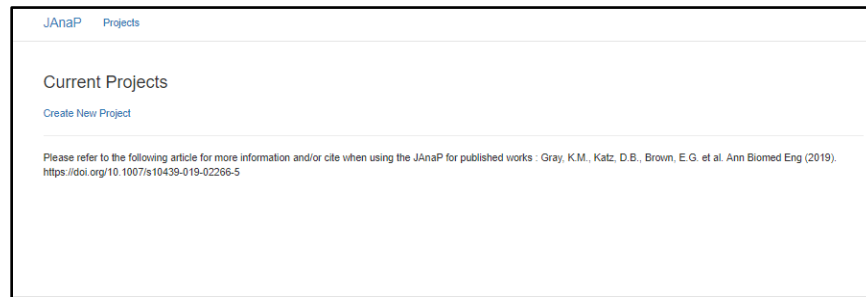 JAnaP Projects
Current Projects
Create New Project
Please refer to the following article for more information and/or cite when using the JAnaP for published works : Gray, K.M., Katz, D.B., Brown, E.G. et al. Ann Biomed Eng (2019).
https://doi.org/10.1007/s10439-019-02266-5